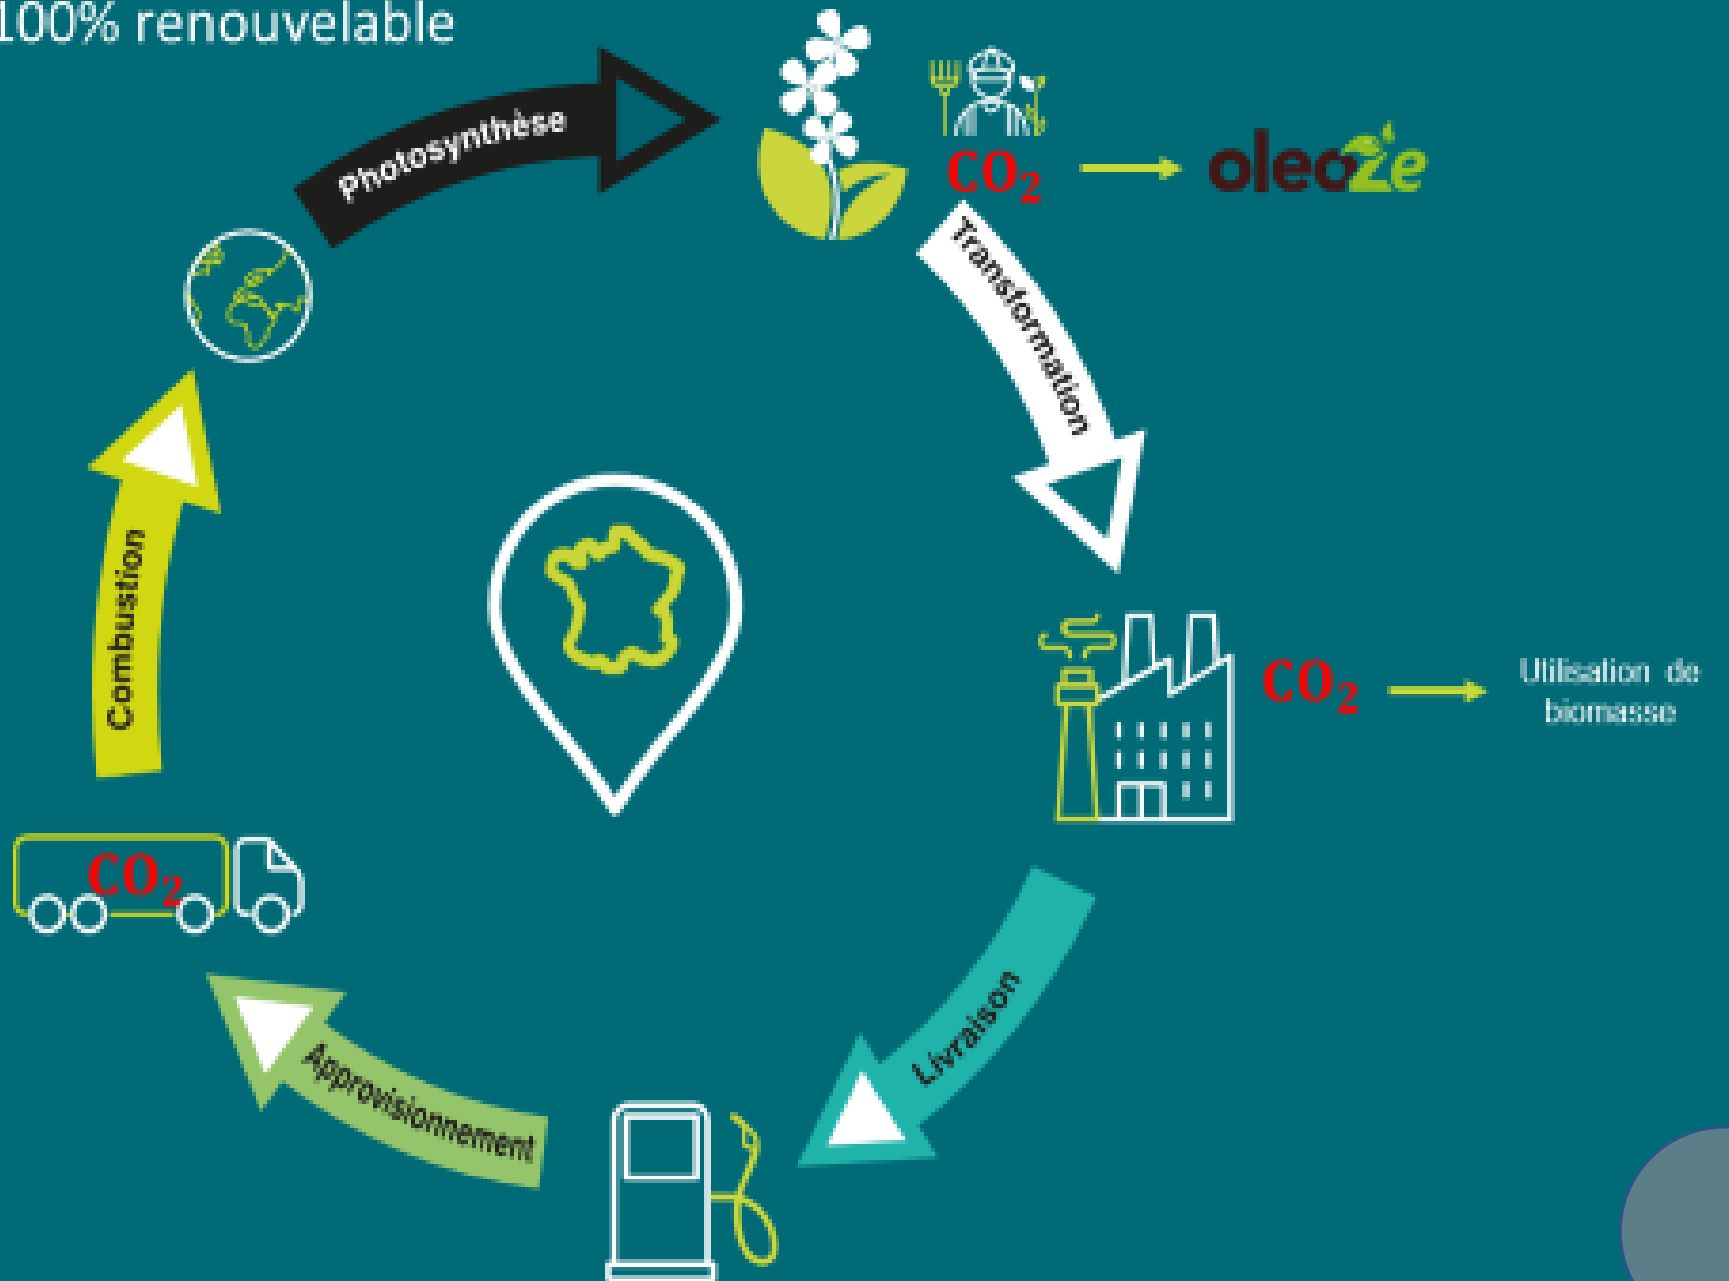 100% renouvelable
Photosynthèse
CO₂
oleoze
Transformation
CO₂
Utilisation de
biomasse
Livraison
Approvisionnement
CO₂
Combustion